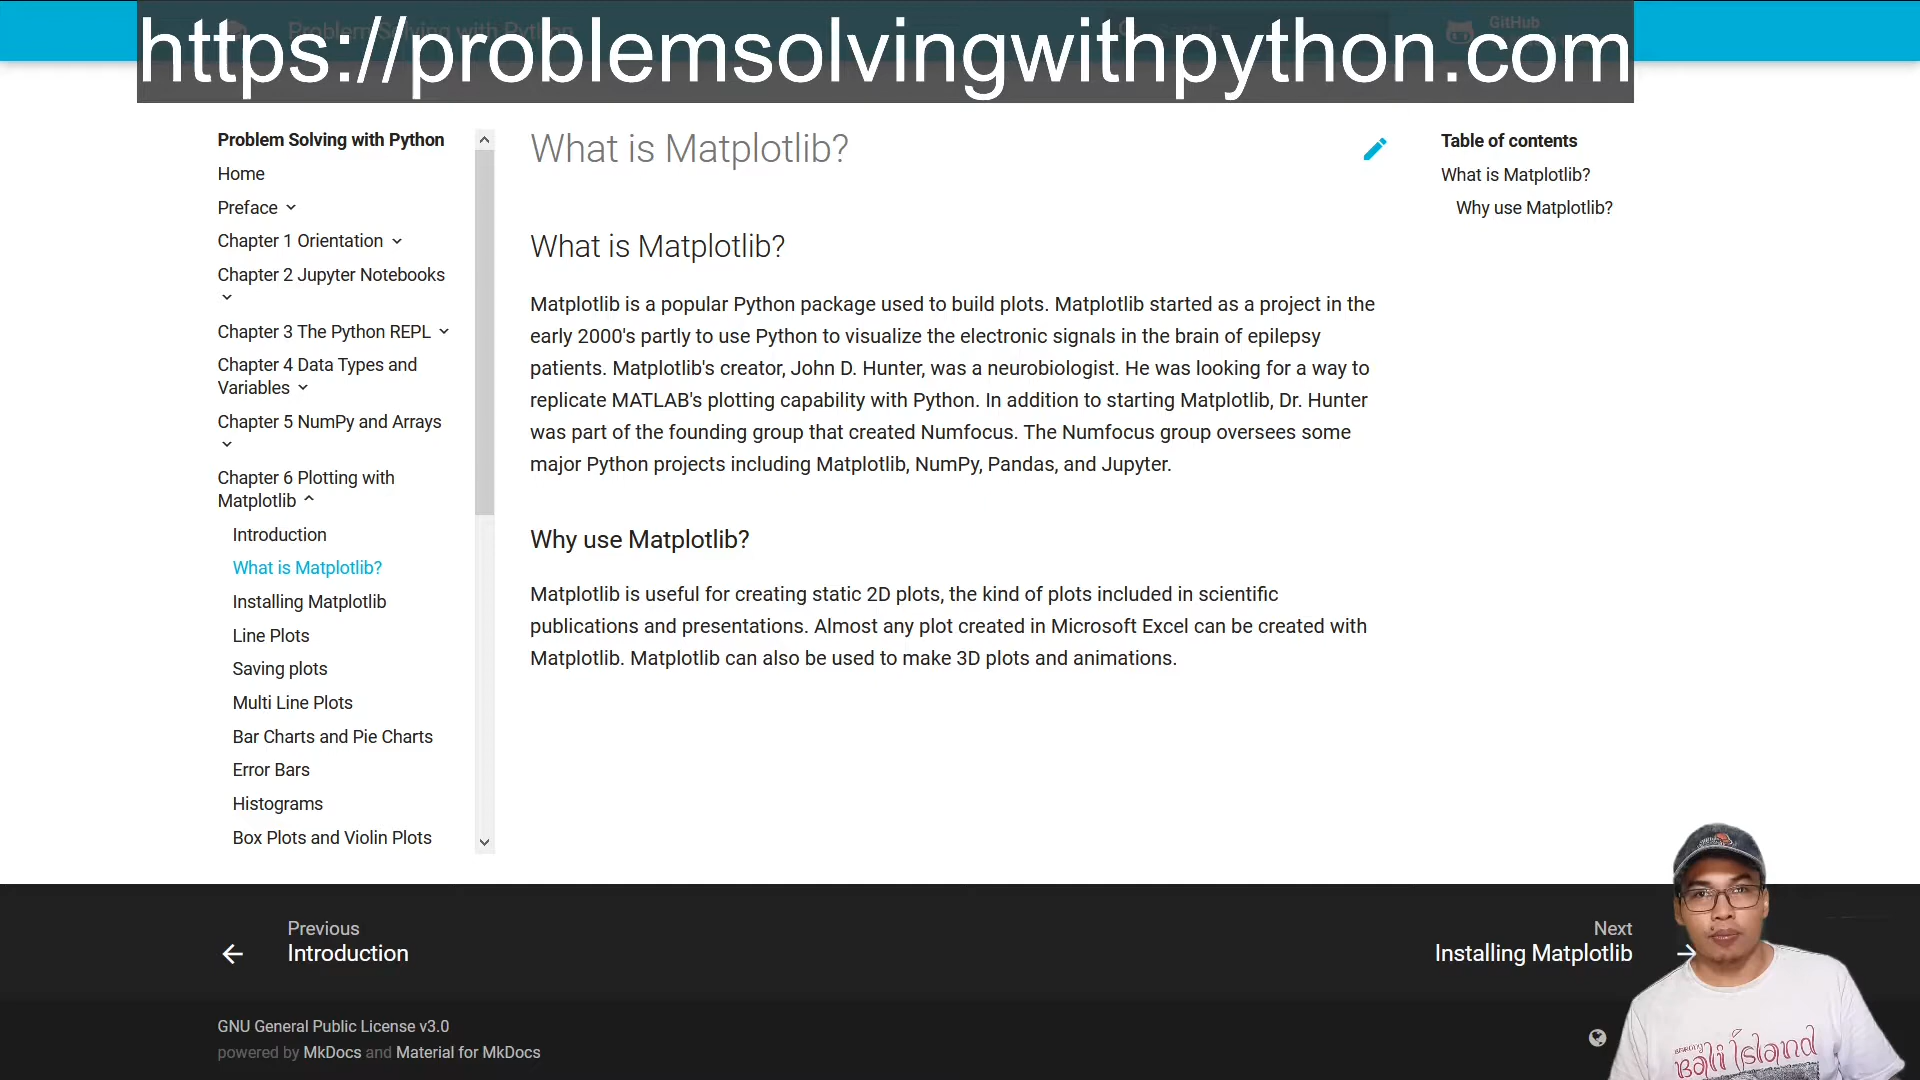 https://problemsolvingwithpython.com
Problem Solving with Python
GitHub
Problem Solving with Python
Home
Preface
Chapter 1 Orientation
Chapter 2 Jupyter Notebooks
Chapter 3 The Python REPL
Chapter 4 Data Types and
Variables
Chapter 5 NumPy and Arrays
Chapter 6 Plotting with
Matplotlib
Introduction
What is Matplotlib?
Installing Matplotlib
Line Plots
Saving plots
Multi Line Plots
Bar Charts and Pie Charts
Error Bars
Histograms
Box Plots and Violin Plots
What is Matplotlib?
What is Matplotlib?
Matplotlib is a popular Python package used to build plots. Matplotlib started as a project in the
early 2000's partly to use Python to visualize the electronic signals in the brain of epilepsy
patients. Matplotlib's creator, John D. Hunter, was a neurobiologist. He was looking for a way to
replicate MATLAB's plotting capability with Python. In addition to starting Matplotlib, Dr. Hunter
was part of the founding group that created Numfocus. The Numfocus group oversees some
major Python projects including Matplotlib, NumPy, Pandas, and Jupyter.
Why use Matplotlib?
Matplotlib is useful for creating static 2D plots, the kind of plots included in scientific
publications and presentations. Almost any plot created in Microsoft Excel can be created with
Matplotlib. Matplotlib can also be used to make 3D plots and animations.
Table of contents
What is Matplotlib?
Why use Matplotlib?
Previous
Introduction
Next
Installing Matplotlib
GNU General Public License v3.0
powered by MkDocs and Material for MkDocs
Bali Island